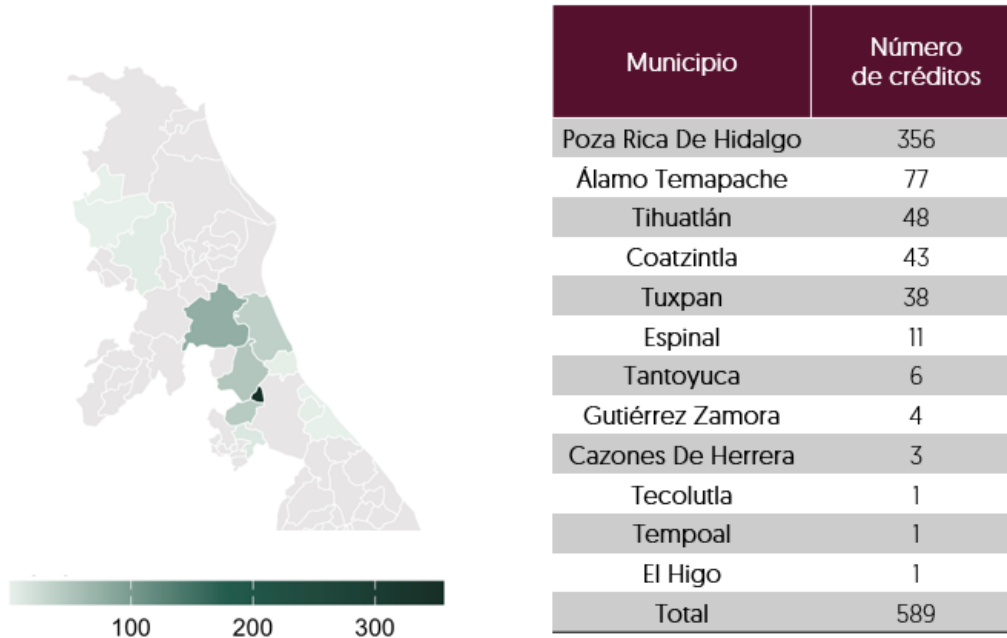 Municipio Número de créditos
Poza Rica De Hidalgo 356
Álamo Temapache 77
Tihuatlán 48
Coatzintla 43
Tuxpan 38
Espinal 11
Tantoyuca 6
Gutiérrez Zamora 4
Cazones De Herrera 3
Tecolutla 1
Tempoal 1
El Higo 1
Total 589
100 200 300